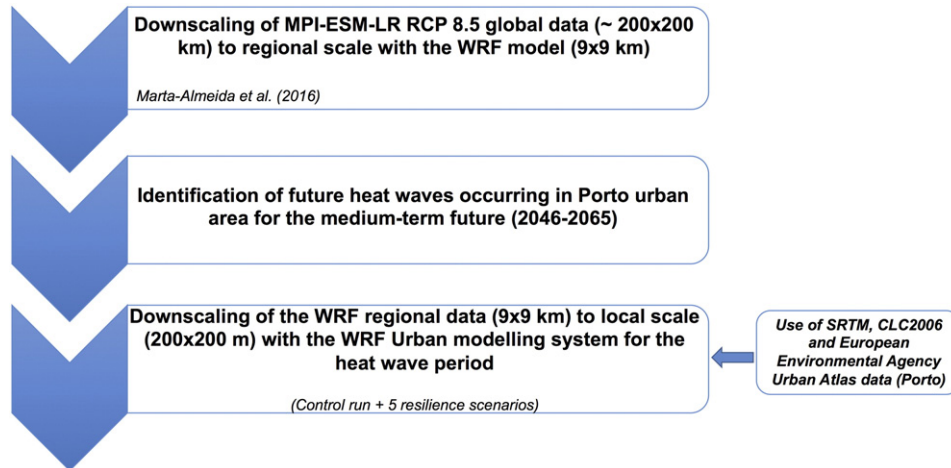 Downscaling of MPI-ESM-LR RCP 8.5 global data (~ 200x200
km) to regional scale with the WRF model (9x9 km)
Marta-Almeida et al. (2016)
Identification of future heat waves occurring in Porto urban
area for the medium-term future (2046-2065)
Downscaling of the WRF regional data (9x9 km) to local scale
(200x200 m) with the WRF Urban modelling system for the
heat wave period
(Control run + 5 resilience scenarios)
Use of SRTM, CLC2006
and European
Environmental Agency
Urban Atlas data (Porto)